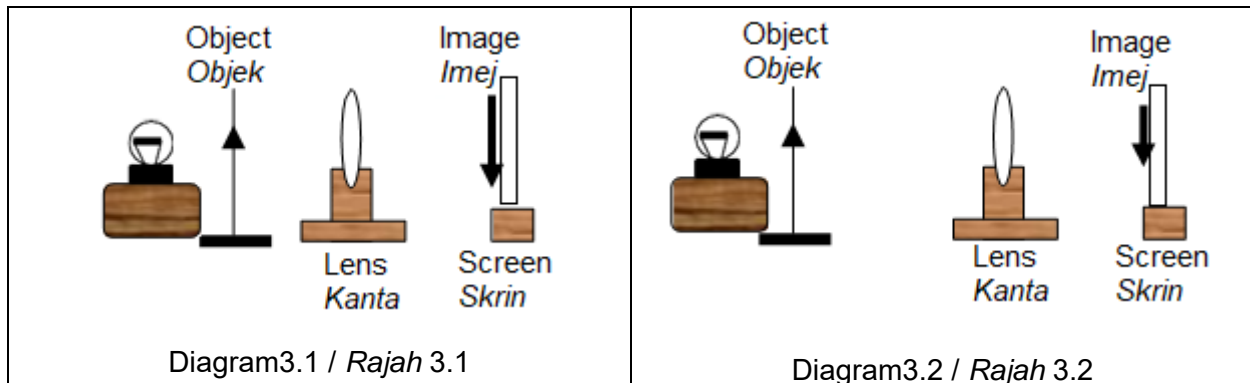 Object
Objek
Image
Imej
Lens
Kanta
Screen
Skrin
Diagram3.1 / Rajah 3.1
Object
Objek
Image
Imej
Lens
Kanta
Screen
Skrin
Diagram3.2 / Rajah 3.2